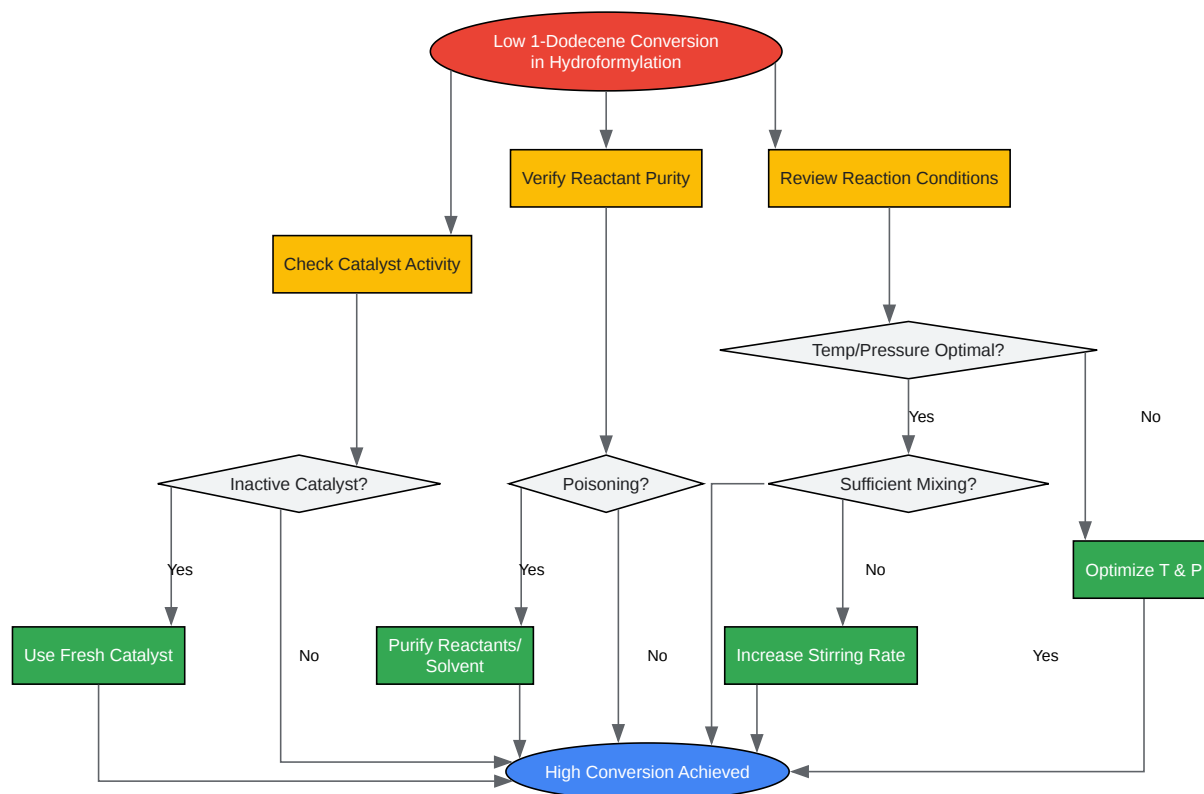 Low 1-Dodecene Conversion
in Hydroformylation
Verify Reactant Purity
Review Reaction Conditions
Check Catalyst Activity
Temp/Pressure Optimal?
Yes
No
Inactive Catalyst?
Poisoning?
Sufficient Mixing?
Yes
Yes
No
Optimize T & P
Use Fresh Catalyst
No
Purify Reactants/
Solvent
No
Increase Stirring Rate
Yes
High Conversion Achieved